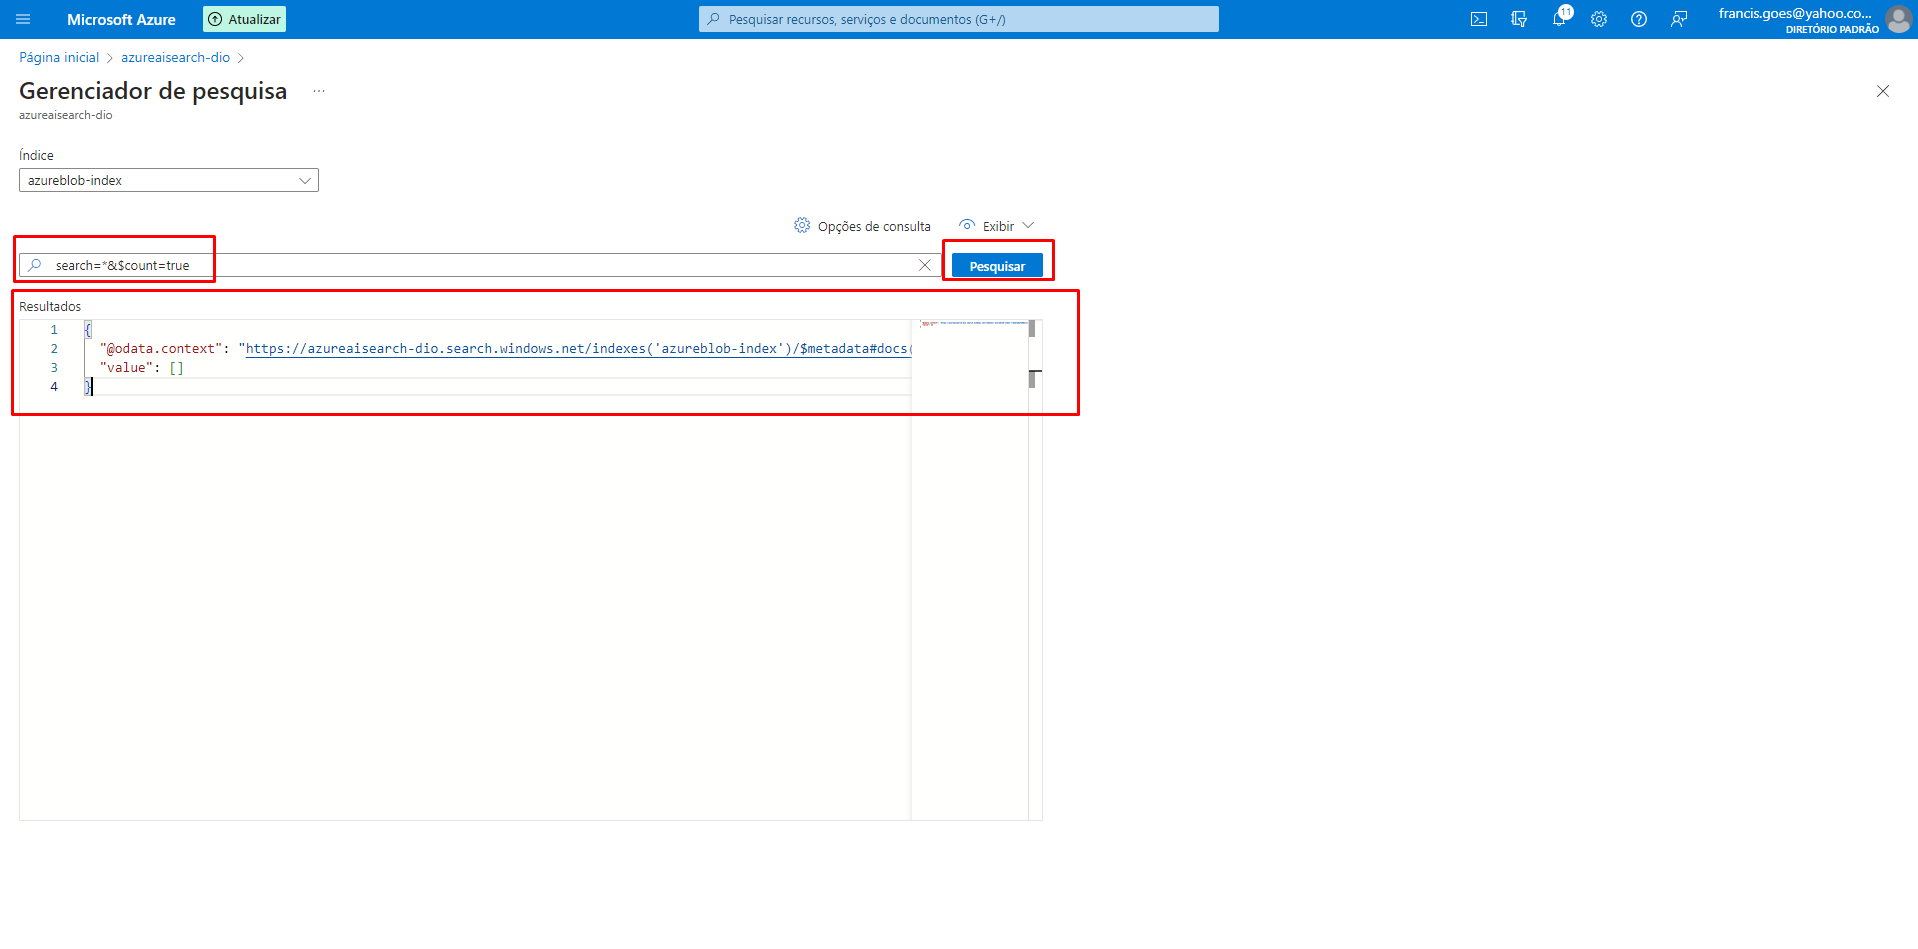 Microsoft Azure
Atualizar
Pesquisar recursos, serviços e documentos (G+/)
11
francis.goes@yahoo.co...
DIRETÓRIO PADRÃO
Página inicial > azureaisearch-dio >
Gerenciador de pesquisa ...
azureaisearch-dio
Índice
azureblob-index
Opções de consulta
Exibir
search=*&$count=true
Pesquisar
Resultados
1 {
2 "@odata.context": "https://azureaisearch-dio.search.windows.net/indexes('azureblob-index')/$metadata#docs(
3 "value": []
4 }